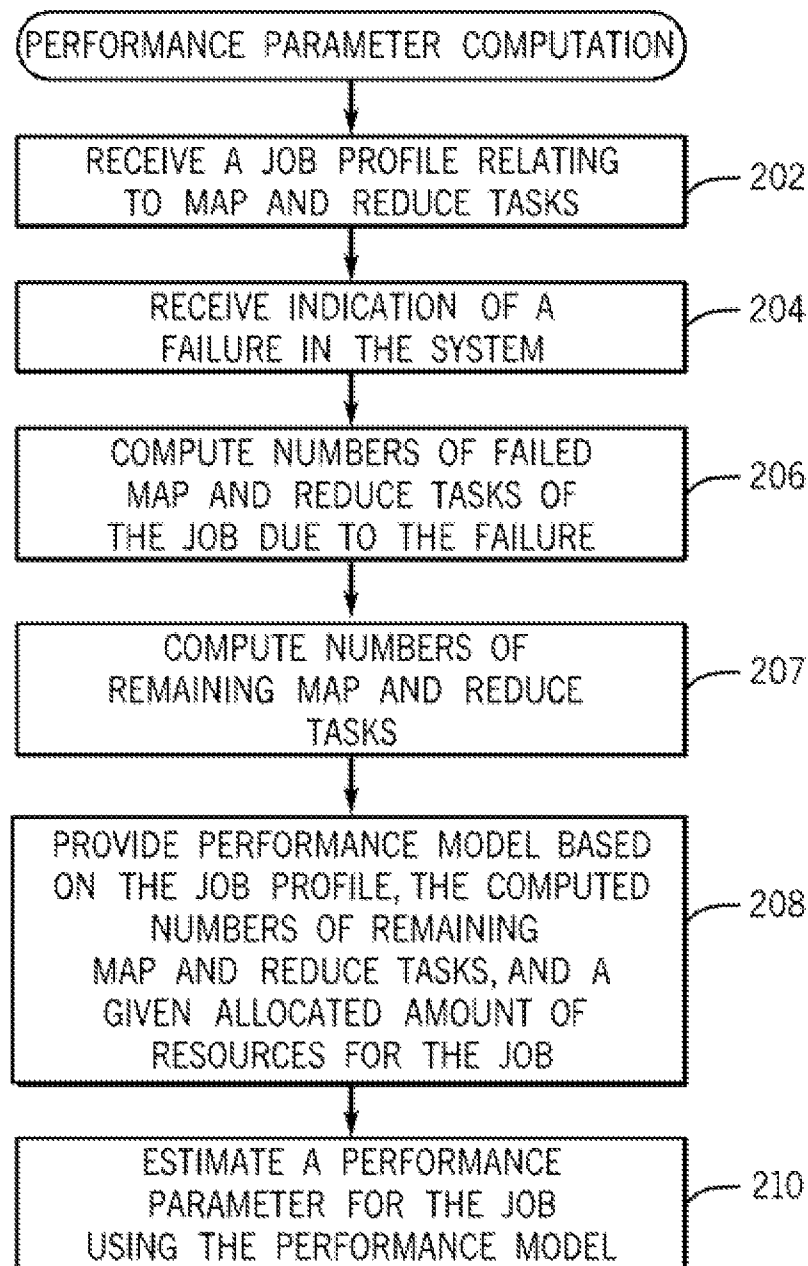 PERFORMANCE PARAMETER COMPUTATION
RECEIVE A JOB PROFILE RELATING
TO MAP AND REDUCE TASKS
202
RECEIVE INDICATION OF A
FAILURE IN THE SYSTEM
204
COMPUTE NUMBERS OF FAILED
MAP AND REDUCE TASKS OF
THE JOB DUE TO THE FAILURE
206
COMPUTE NUMBERS OF
REMAINING MAP AND REDUCE
TASKS
207
PROVIDE PERFORMANCE MODEL BASED
ON THE JOB PROFILE, THE COMPUTED
NUMBERS OF REMAINING
MAP AND REDUCE TASKS, AND A
GIVEN ALLOCATED AMOUNT OF
RESOURCES FOR THE JOB
208
ESTIMATE A PERFORMANCE
PARAMETER FOR THE JOB
USING THE PERFORMANCE MODEL
210